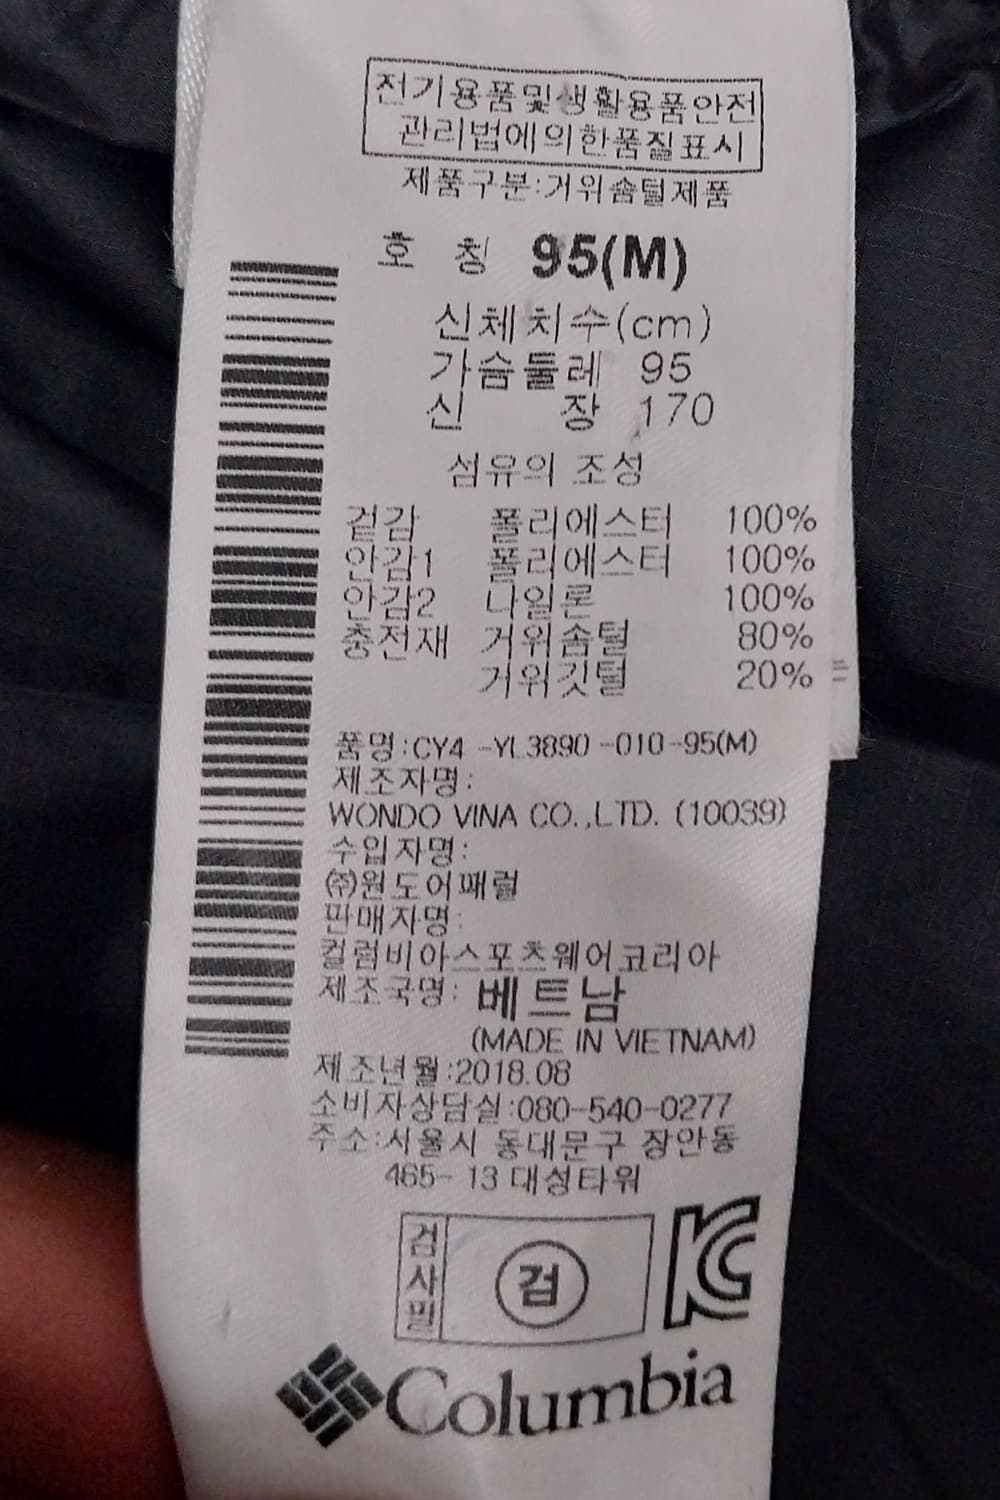 전기용품및생활용품안전
관리법에의한품질표시
제품구분:거위솜털제품
호 칭 95(M)
신체치수(cm)
가슴둘레 95
신 장 170
섬유의 조성
겉감 폴리에스터 100%
안감1 폴리에스터 100%
안감2 나일론 100%
충전재 거위솜털 80%
거위깃털 20%
품명:CY4 -YL3890 -010-95(M)
제조자명:
WONDO VINA CO.,LTD. (10039)
수입자명:
(주)원도어패럴
판매자명:
컬럼비아스포츠웨어코리아
제조국명: 베트남
(MADE IN VIETNAM)
제조년월:2018.08
소비자상담실:080-540-0277
주소:서울시 동대문구 장안동
465- 13 대성타워
검사필
검
KC
Columbia